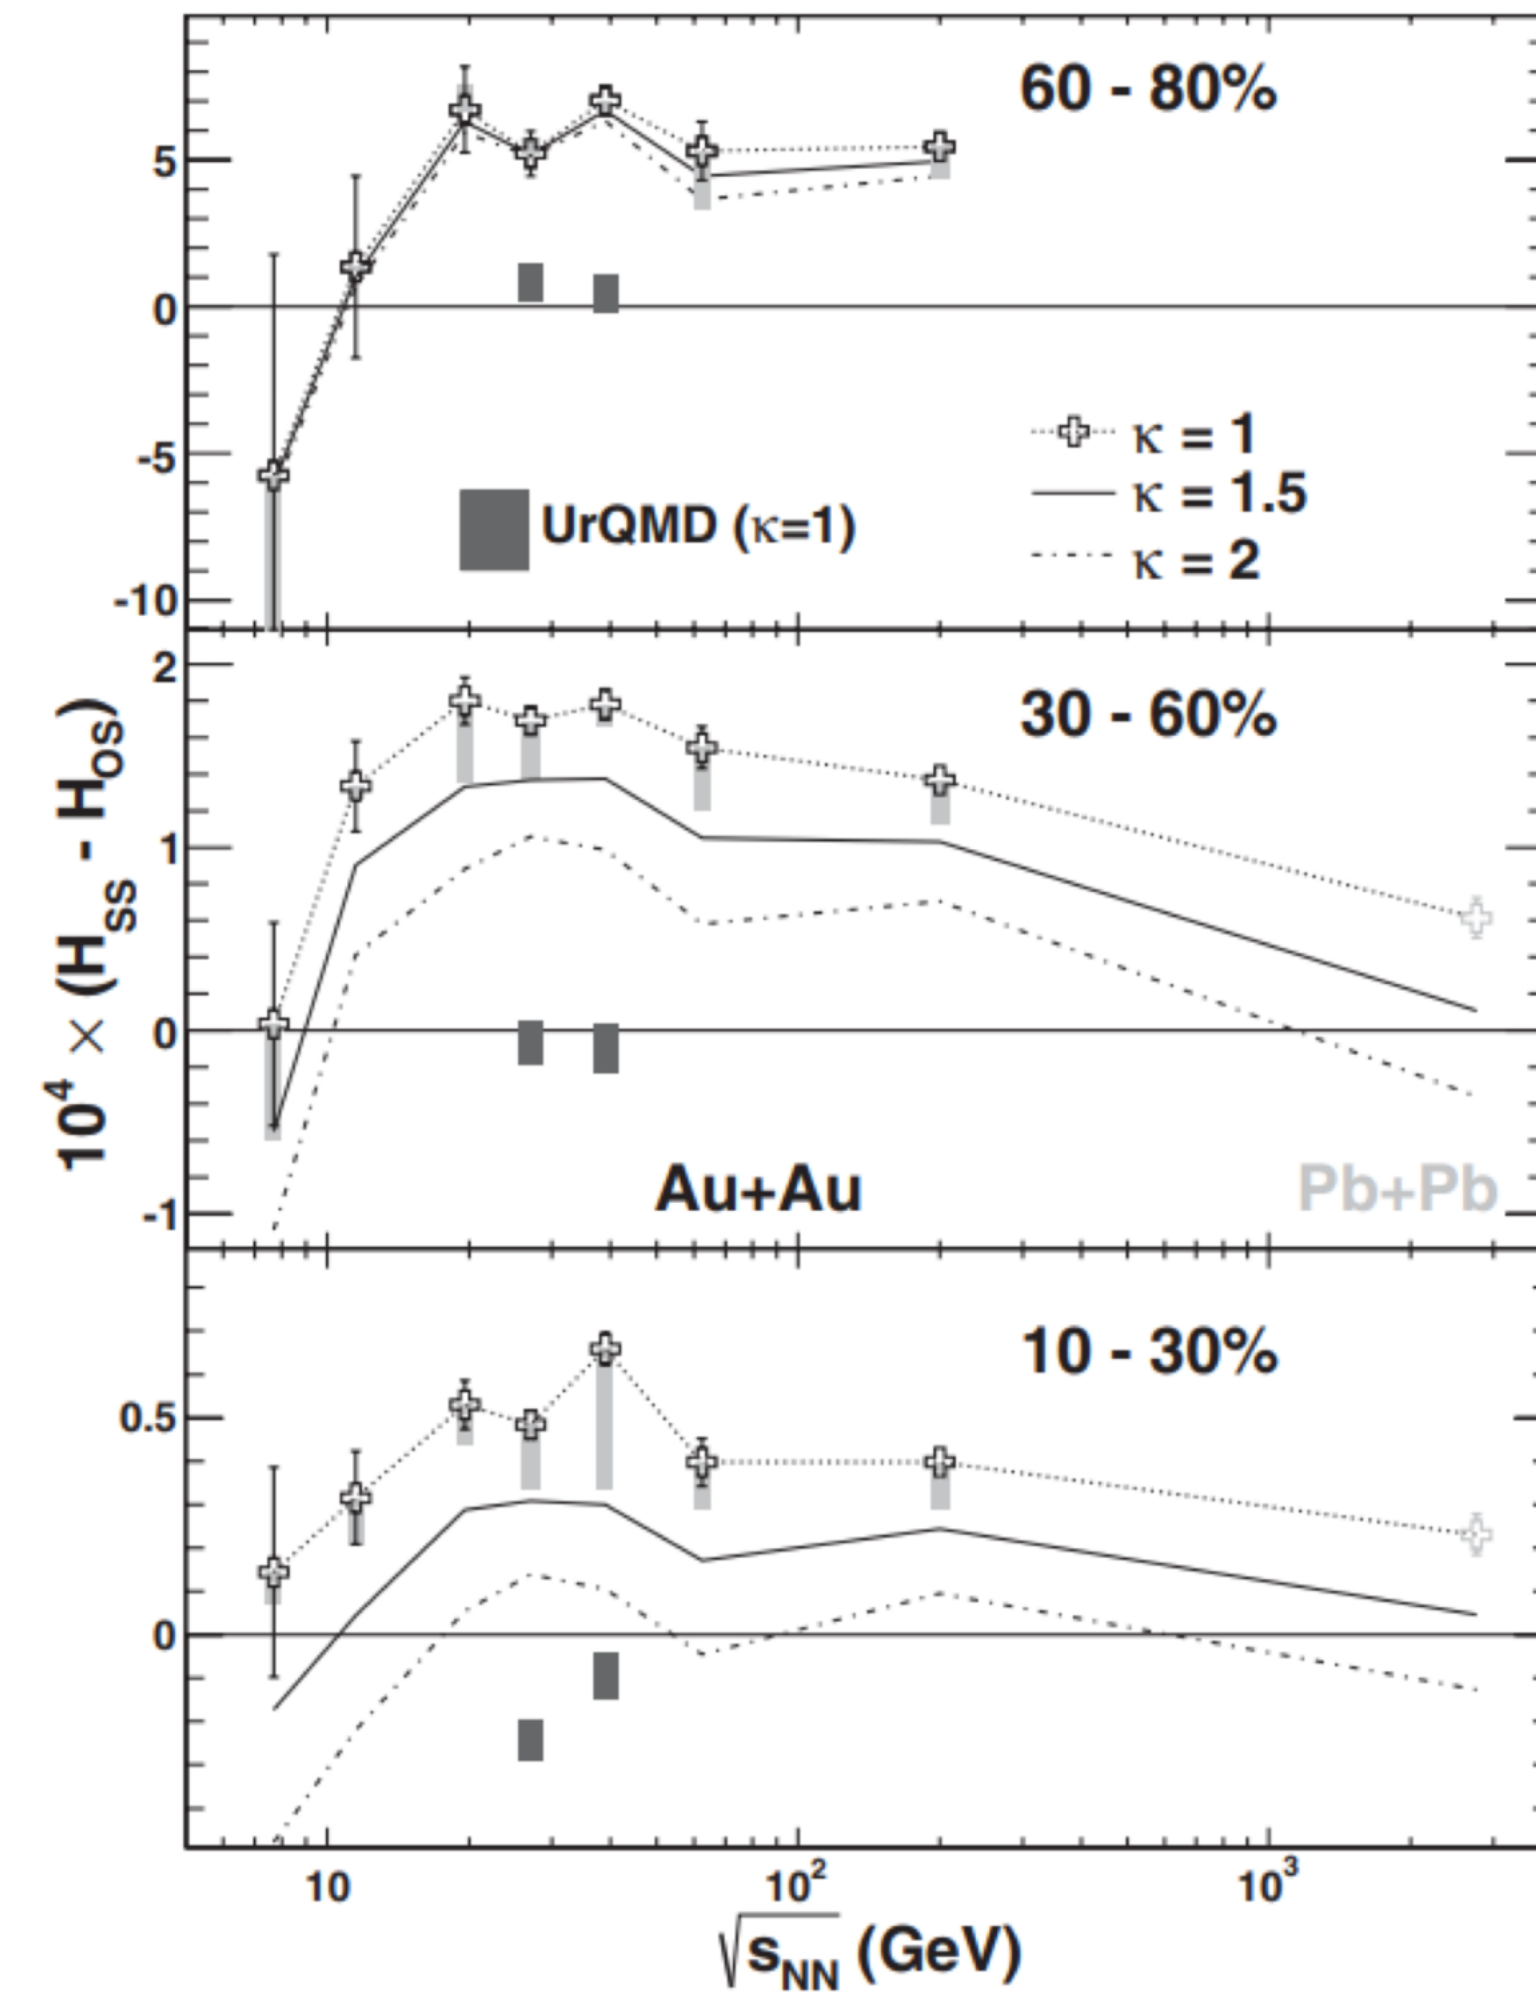 60 - 80%
5
0
-5
-10
κ = 1
κ = 1.5
κ = 2
UrQMD (κ=1)
10⁴ × (H_SS - H_OS)
30 - 60%
2
1
0
-1
Au+Au
Pb+Pb
10 - 30%
0.5
0
10
10²
10³
√s_NN (GeV)